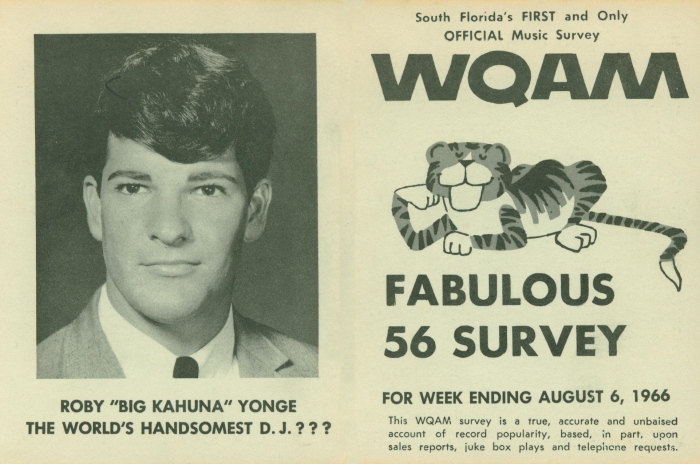 ROBY "BIG KAHUNA" YONGE
THE WORLD'S HANDSOMEST D.J.???
South Florida's FIRST and Only
OFFICIAL Music Survey
WQAM
FABULOUS
56 SURVEY
FOR WEEK ENDING AUGUST 6, 1966
This WQAM survey is a true, accurate and unbaised
account of record popularity, based, in part, upon
sales reports, juke box plays and telephone requests.